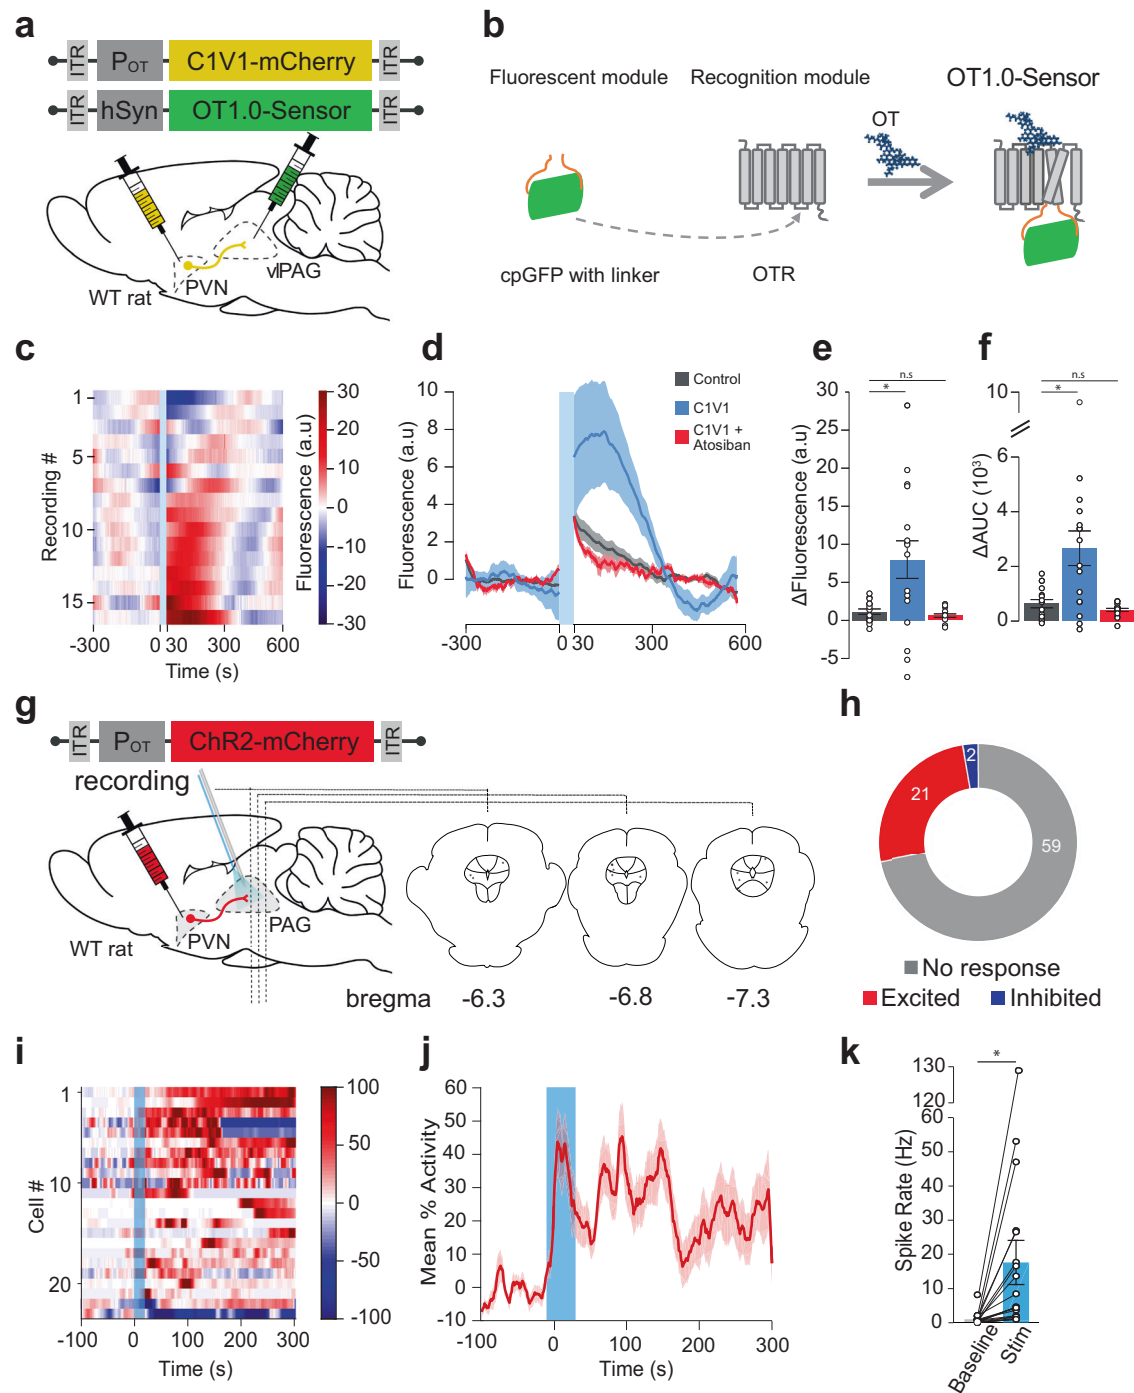 a
ITR
P_OT
C1V1-mCherry
ITR
ITR
hSyn
OT1.0-Sensor
ITR
WT rat
PVN
vlPAG
b
Fluorescent module
Recognition module
OT1.0-Sensor
OT
cpGFP with linker
OTR
c
Recording #
1
5
10
15
-300
0
30
300
600
Time (s)
30
20
10
0
-10
-20
-30
Fluorescence (a.u)
d
Fluorescence (a.u)
10
8
6
4
2
0
-300
0
30
300
600
Time (s)
Control
C1V1
C1V1 +
Atosiban
e
n.s
*
ΔFluorescence (a.u)
30
25
20
15
10
5
0
-5
f
n.s
*
ΔAUC (10³)
10
6
4
2
0
g
ITR
P_OT
ChR2-mCherry
ITR
recording
WT rat
PVN
PAG
bregma
-6.3
-6.8
-7.3
h
2
21
59
No response
Excited
Inhibited
i
Cell #
1
10
20
-100
0
100
200
300
Time (s)
100
50
0
-50
-100
j
Mean % Activity
60
50
40
30
20
10
0
-10
-100
0
100
200
300
Time (s)
k
*
Spike Rate (Hz)
130
120
60
50
40
30
20
10
0
Baseline
Stim